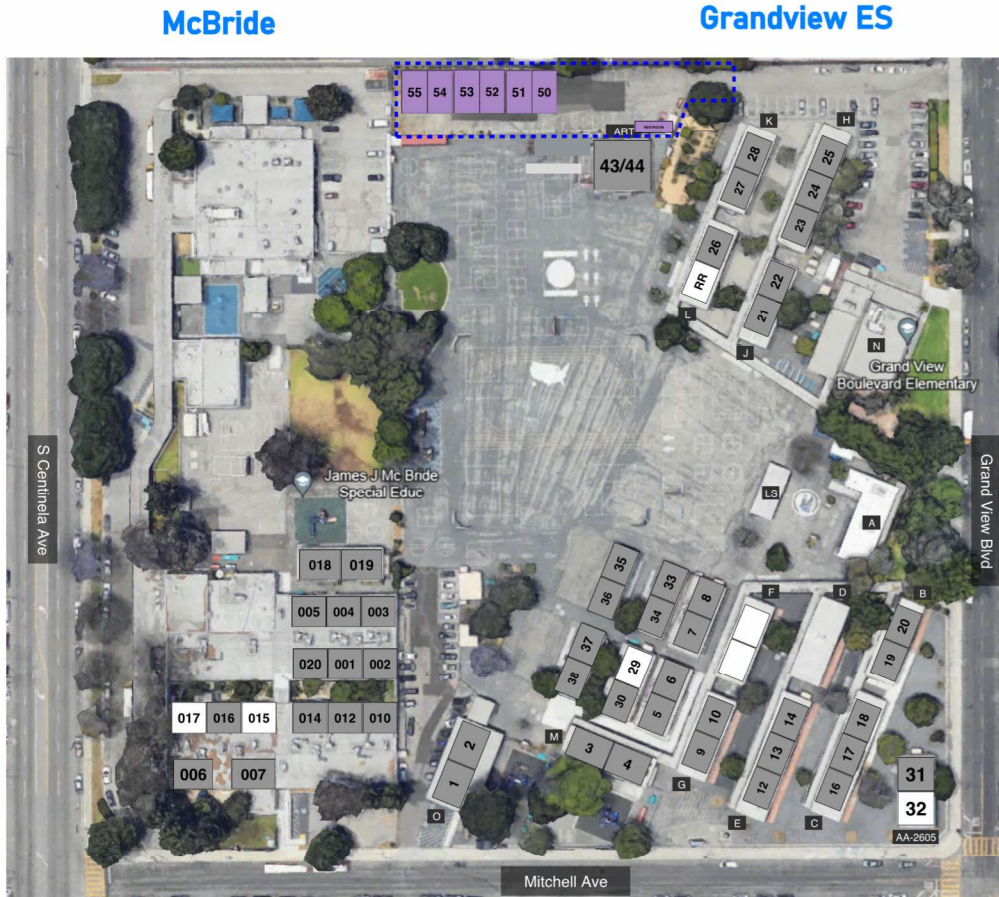 McBride
Grandview ES
55 54 53 52 51 50
ART
RESTROOM
43/44
K
H
28
27
25
24
23
26
RR
22
21
L
J
N
Grand View
Boulevard Elementary
S Centinela Ave
Grand View Blvd
James J Mc Bride
Special Educ
LS
A
018 019
005 004 003
020 001 002
017 016 015
014 012 010
006 007
35
36
33
34
8
7
F
D
B
20
19
37
38
29
30
6
5
10
9
14
13
12
18
17
16
M
3
4
G
2
1
O
E
C
31
32
AA-2605
Mitchell Ave